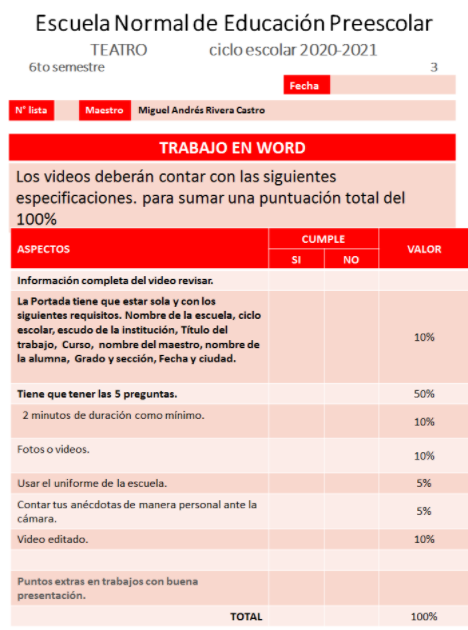 Escuela Normal de Educación Preescolar
TEATRO ciclo escolar 2020-2021
6to semestre 3
Fecha
N° lista Maestro Miguel Andrés Rivera Castro
TRABAJO EN WORD
Los videos deberán contar con las siguientes
especificaciones. para sumar una puntuación total del
100%
ASPECTOS CUMPLE VALOR
SI NO
Información completa del video revisar.
La Portada tiene que estar sola y con los
siguientes requisitos. Nombre de la escuela, ciclo
escolar, escudo de la institución, Título del
trabajo, Curso, nombre del maestro, nombre de
la alumna, Grado y sección, Fecha y ciudad.
10%
Tiene que tener las 5 preguntas. 50%
2 minutos de duración como mínimo. 10%
Fotos o videos. 10%
Usar el uniforme de la escuela. 5%
Contar tus anécdotas de manera personal ante la
cámara.
5%
Video editado. 10%
Puntos extras en trabajos con buena
presentación.
TOTAL 100%